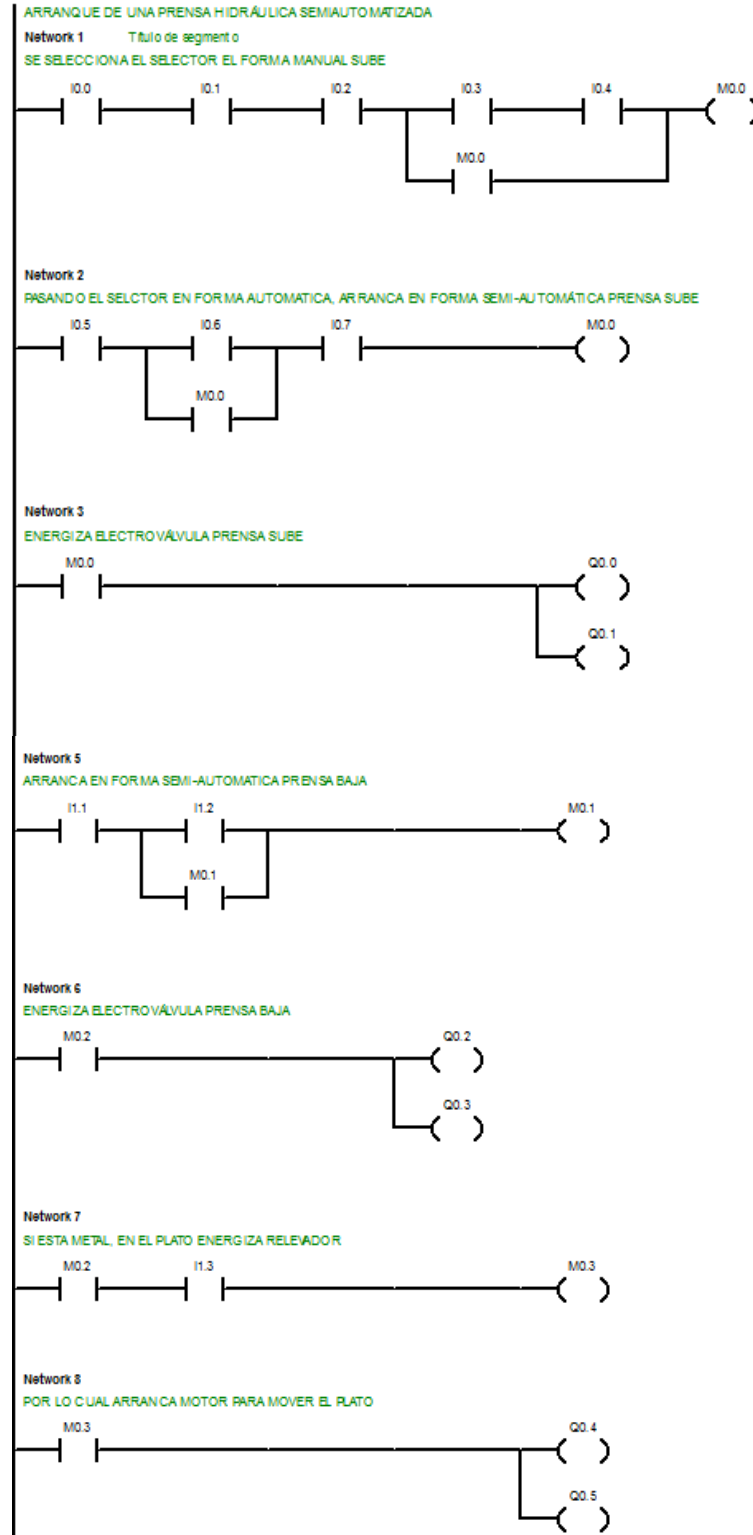 ARRANQUE DE UNA PRENSA HIDRÁULICA SEMIAUTOMATIZADA
Network 1 Título de segmento
SE SELECCIONA EL SELECTOR EL FORMA MANUAL SUBE
I0.0 I0.1 I0.2 I0.3 I0.4 M0.0
M0.0
Network 2
PASANDO EL SELCTOR EN FORMA AUTOMATICA, ARRANCA EN FORMA SEMI-AUTOMÁTICA PRENSA SUBE
I0.5 I0.6 I0.7 M0.0
M0.0
Network 3
ENERGIZA ELECTROVÁLVULA PRENSA SUBE
M0.0 Q0.0
Q0.1
Network 5
ARRANCA EN FORMA SEMI-AUTOMATICA PRENSA BAJA
I1.1 I1.2 M0.1
M0.1
Network 6
ENERGIZA ELECTROVÁLVULA PRENSA BAJA
M0.2 Q0.2
Q0.3
Network 7
SI ESTA METAL, EN EL PLATO ENERGIZA RELEVADOR
M0.2 I1.3 M0.3
Network 8
POR LO CUAL ARRANCA MOTOR PARA MOVER EL PLATO
M0.3 Q0.4
Q0.5